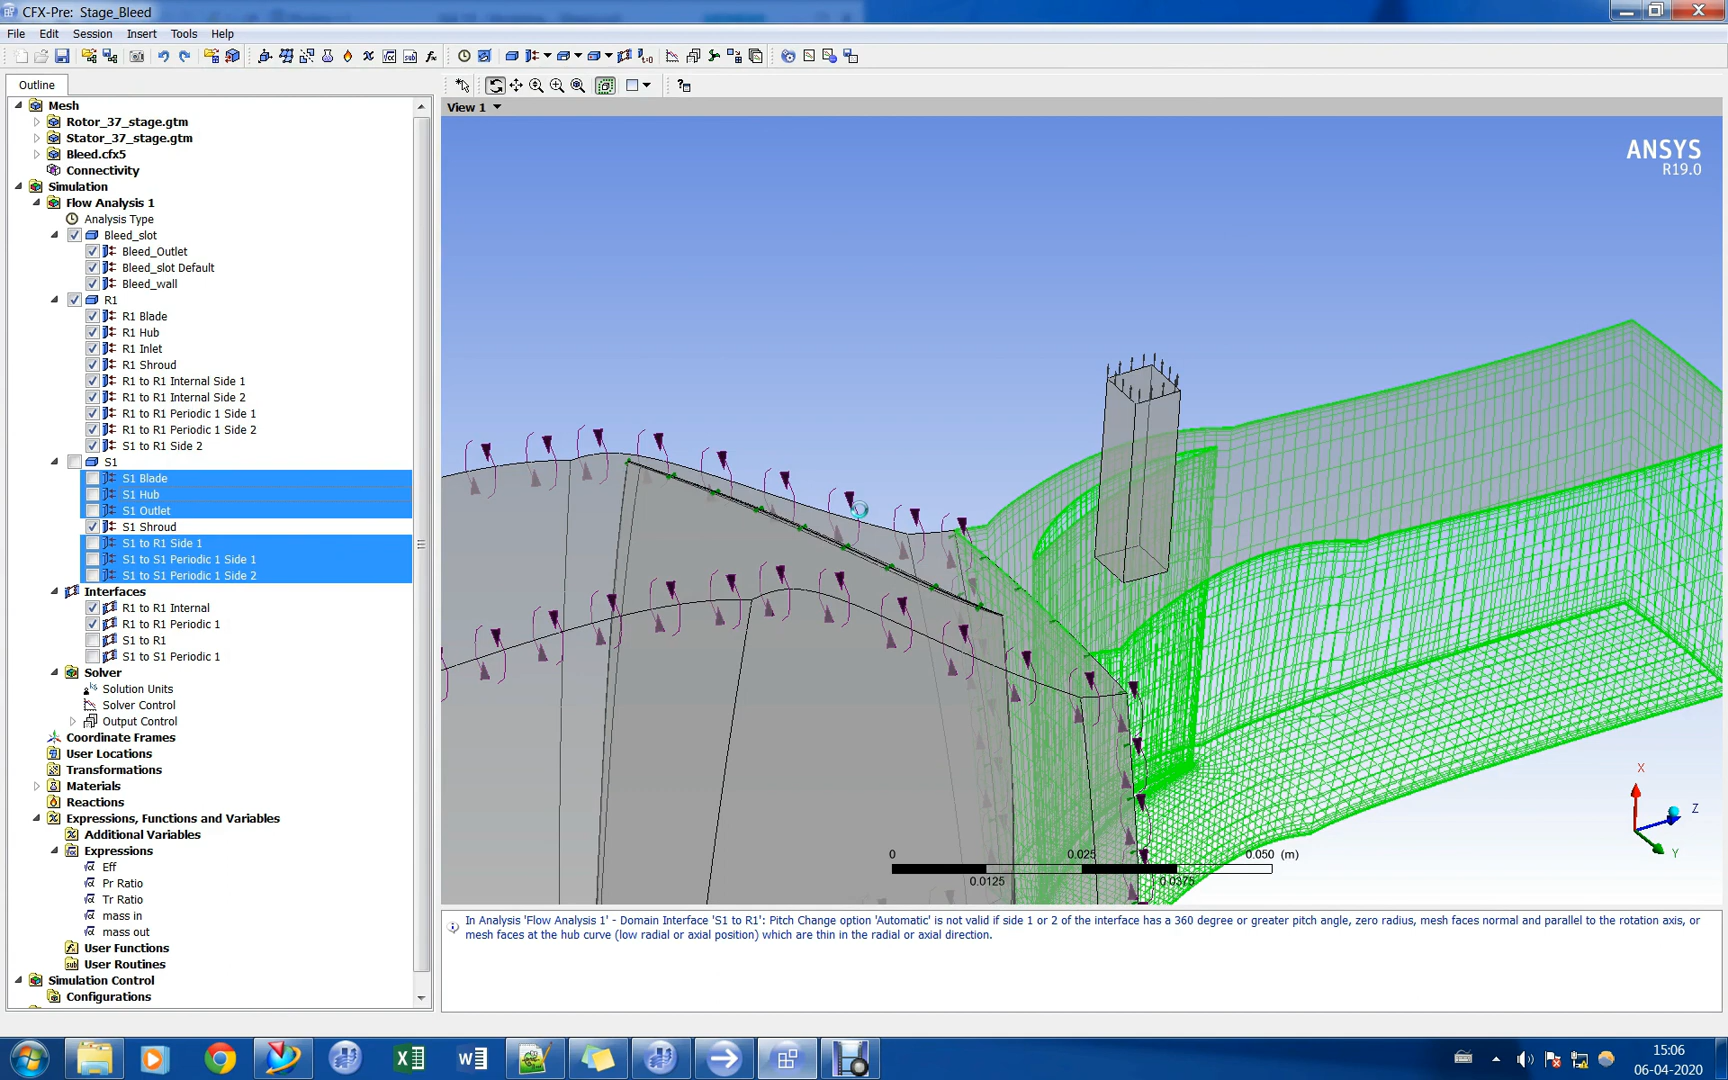 CFX-Pre: Stage_Bleed
File Edit Session Insert Tools Help
Outline
Mesh
Rotor_37_stage.gtm
Stator_37_stage.gtm
Bleed.cfx5
Connectivity
Simulation
Flow Analysis 1
Analysis Type
Bleed_slot
Bleed_Outlet
Bleed_slot Default
Bleed_wall
R1
R1 Blade
R1 Hub
R1 Inlet
R1 Shroud
R1 to R1 Internal Side 1
R1 to R1 Internal Side 2
R1 to R1 Periodic 1 Side 1
R1 to R1 Periodic 1 Side 2
S1 to R1 Side 2
S1
S1 Blade
S1 Hub
S1 Outlet
S1 Shroud
S1 to R1 Side 1
S1 to S1 Periodic 1 Side 1
S1 to S1 Periodic 1 Side 2
Interfaces
R1 to R1 Internal
R1 to R1 Periodic 1
S1 to R1
S1 to S1 Periodic 1
Solver
Solution Units
Solver Control
Output Control
Coordinate Frames
User Locations
Transformations
Materials
Reactions
Expressions, Functions and Variables
Additional Variables
Expressions
Eff
Pr Ratio
Tr Ratio
mass in
mass out
User Functions
User Routines
Simulation Control
Configurations
View 1
ANSYS
R19.0
X
Z
Y
0 0.025 0.050 (m)
0.0125 0.0375
In Analysis 'Flow Analysis 1' - Domain Interface 'S1 to R1': Pitch Change option 'Automatic' is not valid if side 1 or 2 of the interface has a 360 degree or greater pitch angle, zero radius, mesh faces normal and parallel to the rotation axis, or
mesh faces at the hub curve (low radial or axial position) which are thin in the radial or axial direction.
15:06
06-04-2020